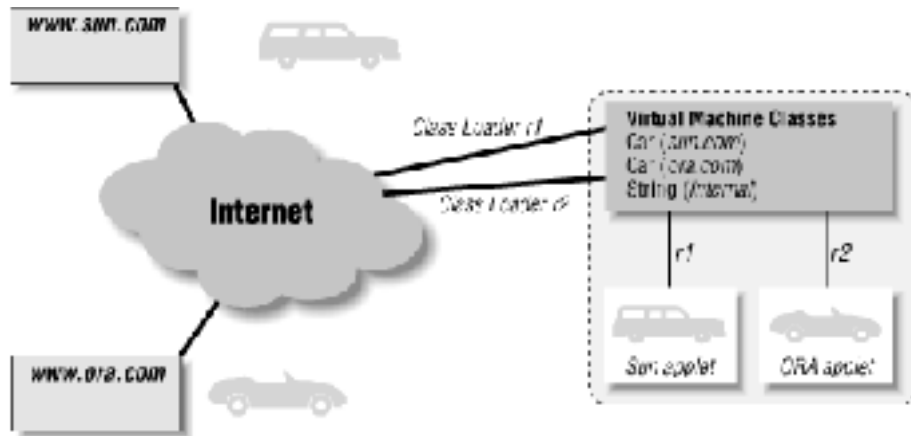 www.sun.com
Class Loader r1
Class Loader r2
Internet
Virtual Machine Classes
Car (sun.com)
Car (ora.com)
String (internal)
r1
r2
Sun applet
ORA applet
www.ora.com